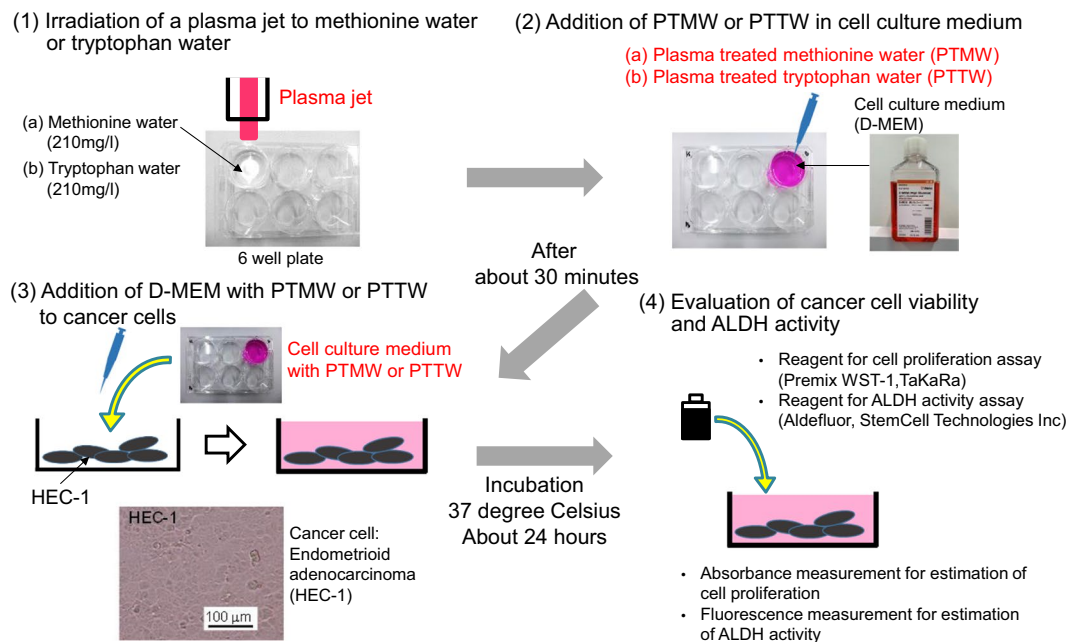 (1) Irradiation of a plasma jet to methionine water
or tryptophan water
Plasma jet
(a) Methionine water
(210mg/l)
(b) Tryptophan water
(210mg/l)
6 well plate
(2) Addition of PTMW or PTTW in cell culture medium
(a) Plasma treated methionine water (PTMW)
(b) Plasma treated tryptophan water (PTTW)
Cell culture medium
(D-MEM)
After
about 30 minutes
(3) Addition of D-MEM with PTMW or PTTW
to cancer cells
Cell culture medium
with PTMW or PTTW
HEC-1
HEC-1
100 μm
Cancer cell:
Endometrioid
adenocarcinoma
(HEC-1)
Incubation
37 degree Celsius
About 24 hours
(4) Evaluation of cancer cell viability
and ALDH activity
• Reagent for cell proliferation assay
(Premix WST-1,TaKaRa)
• Reagent for ALDH activity assay
(Aldefluor, StemCell Technologies Inc)
• Absorbance measurement for estimation of
cell proliferation
• Fluorescence measurement for estimation
of ALDH activity